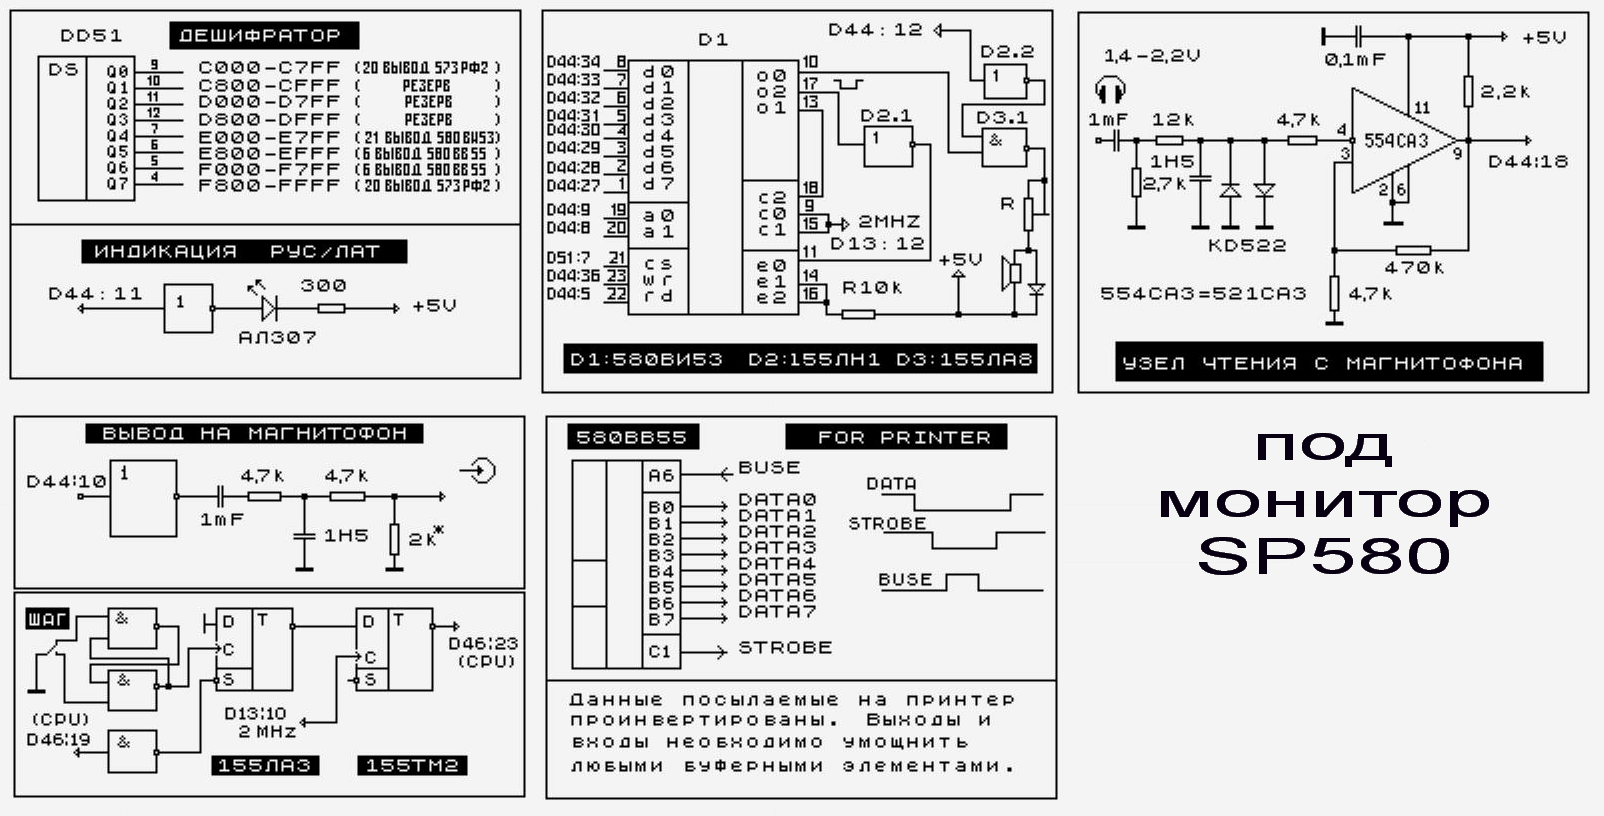 DD51 ДЕШИФРАТОР
DS
Q0 9 C000-C7FF (20 ВЫВОД 573РФ2)
Q1 10 C800-CFFF ( РЕЗЕРВ )
Q2 11 D000-D7FF ( РЕЗЕРВ )
Q3 12 D800-DFFF ( РЕЗЕРВ )
Q4 7 E000-E7FF (21 ВЫВОД 580ВИ53)
Q5 6 E800-EFFF (6 ВЫВОД 580ВВ55 )
Q6 5 F000-F7FF (6 ВЫВОД 580ВВ55 )
Q7 4 F800-FFFF (20 ВЫВОД 573РФ2)
ИНДИКАЦИЯ РУС/ЛАТ
D44:11 1 300 +5V
АЛ307
D1
D44:12
D2.2
1
D44:34 8 d0
D44:33 7 d1
D44:32 6 d2
D44:31 5 d3
D44:30 4 d4
D44:29 3 d5
D44:28 2 d6
D44:27 1 d7
D44:9 19 a0
D44:8 20 a1
D51:7 21 cs
D44:36 23 wr
D44:5 22 rd
o0 10
o2 17
o1 13
c2 18
c0 9
c1 15
e0 11
e1 14
e2 16
D2.1
1
D3.1
&
R
2MHZ
D13:12
+5V
R10k
D1:580ВИ53 D2:155ЛН1 D3:155ЛА8
1,4-2,2V
0,1mF
+5V
1mF 12k 4,7k
4
3
11
554CA3
9
2 6
2,2k
D44:18
1H5
2,7k
KD522
470k
554CA3=521CA3
4,7k
УЗЕЛ ЧТЕНИЯ С МАГНИТОФОНА
ВЫВОД НА МАГНИТОФОН
D44:10 1 4,7k 4,7k
1mF
1H5
2k*
ШАГ
&
&
&
D T
C
S
D T
C
S
D46:23
(CPU)
(CPU)
D46:19
D13:10
2 MHz
155ЛА3 155ТМ2
580ВВ55 FOR PRINTER
A6 BUSE
B0 DATA0
B1 DATA1
B2 DATA2
B3 DATA3
B4 DATA4
B5 DATA5
B6 DATA6
B7 DATA7
C1 STROBE
DATA
STROBE
BUSE
Данные посылаемые на принтер
проинвертированы. Выходы и
входы необходимо умощнить
любыми буферными элементами.
под
монитор
SP580